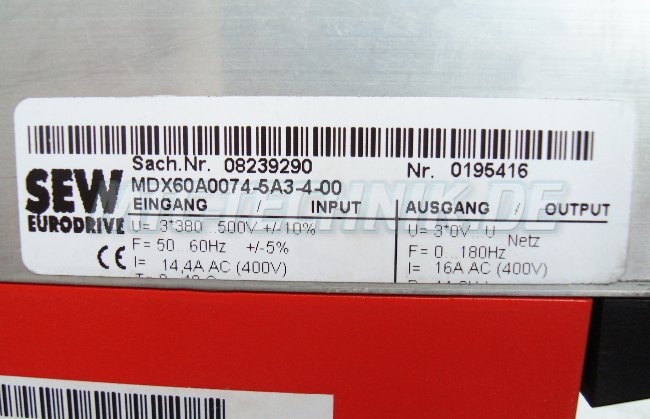 Sach.Nr. 08239290 Nr. 0195416
SEW
EURODRIVE
MDX60A0074-5A3-4-00
EINGANG / INPUT AUSGANG / OUTPUT
U= 3*380...500V +/-10% U= 3*0V...U Netz
F= 50...60Hz +/-5% F= 0...180Hz
I= 14,4A AC (400V) I= 16A AC (400V)
CE